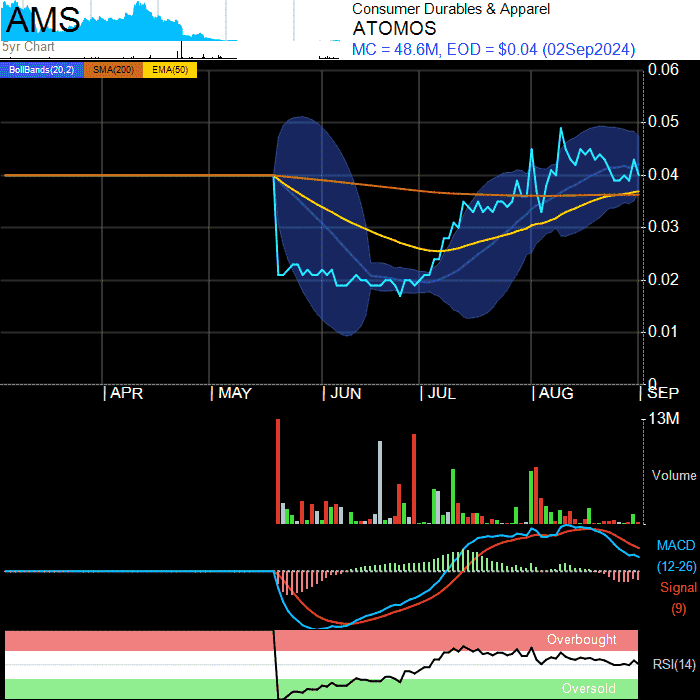 AMS
5yr Chart
Consumer Durables & Apparel
ATOMOS
MC = 48.6M, EOD = $0.04 (02Sep2024)
BollBands(20,2) SMA(200) EMA(50)
0.06
0.05
0.04
0.03
0.02
0.01
0
APR MAY JUN JUL AUG SEP
13M
Volume
MACD
(12-26)
Signal
(9)
Overbought
RSI(14)
Oversold